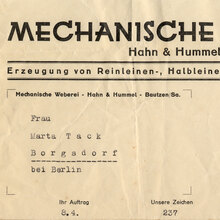 MECHANISCHE
Hahn & Hummel
Erzeugung von Reinleinen-, Halbleine
Mechanische Weberei - Hahn & Hummel - Bautzen/Sa.
Frau
Marta Tack
Borgsdorf
bei Berlin
Ihr Auftrag
Unsere Zeichen
8.4.
237